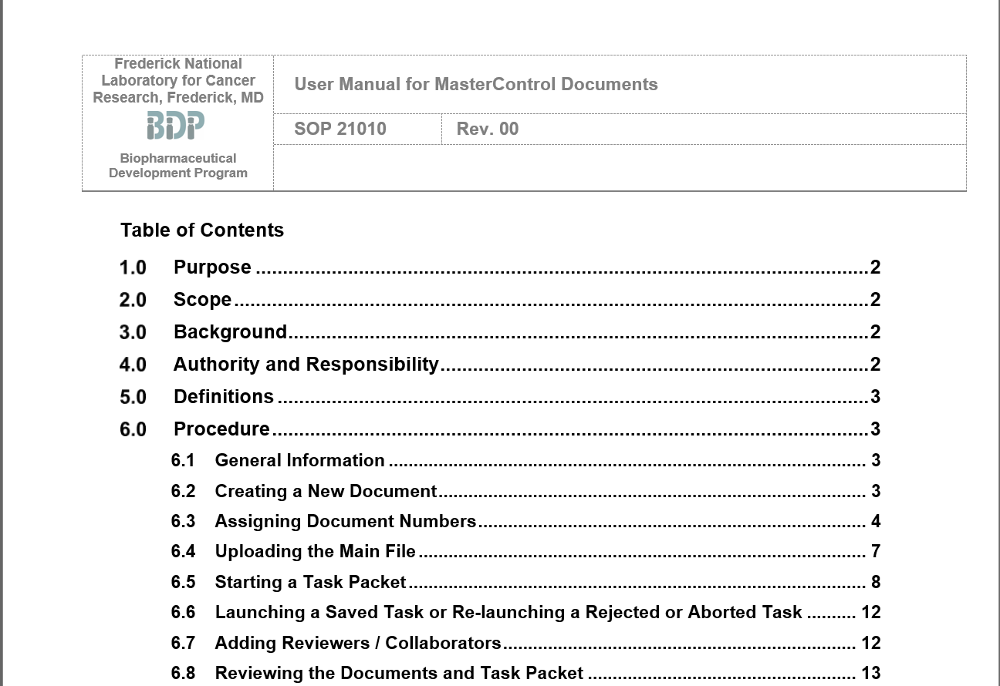 Frederick National
Laboratory for Cancer
Research, Frederick, MD
BDP
Biopharmaceutical
Development Program
User Manual for MasterControl Documents
SOP 21010 Rev. 00
Table of Contents
1.0 Purpose ........................................................................................................................2
2.0 Scope........................................................................................................................2
3.0 Background........................................................................................................................2
4.0 Authority and Responsibility................................................................................2
5.0 Definitions ........................................................................................................................3
6.0 Procedure........................................................................................................................3
6.1 General Information ................................................................................................ 3
6.2 Creating a New Document........................................................................................ 3
6.3 Assigning Document Numbers................................................................................ 4
6.4 Uploading the Main File............................................................................................ 7
6.5 Starting a Task Packet............................................................................................ 8
6.6 Launching a Saved Task or Re-launching a Rejected or Aborted Task .......... 12
6.7 Adding Reviewers / Collaborators........................................................................ 12
6.8 Reviewing the Documents and Task Packet ...................................................... 13